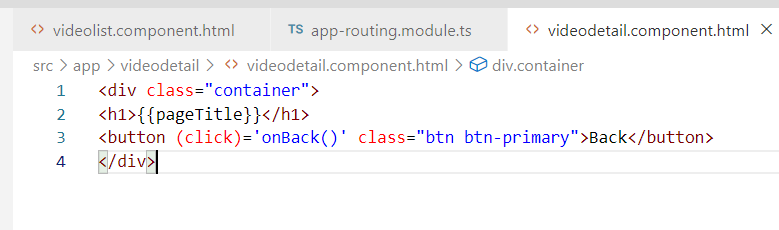 <> videolist.component.html TS app-routing.module.ts <> videodetail.component.html ×
src > app > videodetail > <> videodetail.component.html > div.container
1 <div class="container">
2 <h1>{{pageTitle}}</h1>
3 <button (click)='onBack()' class="btn btn-primary">Back</button>
4 </div>